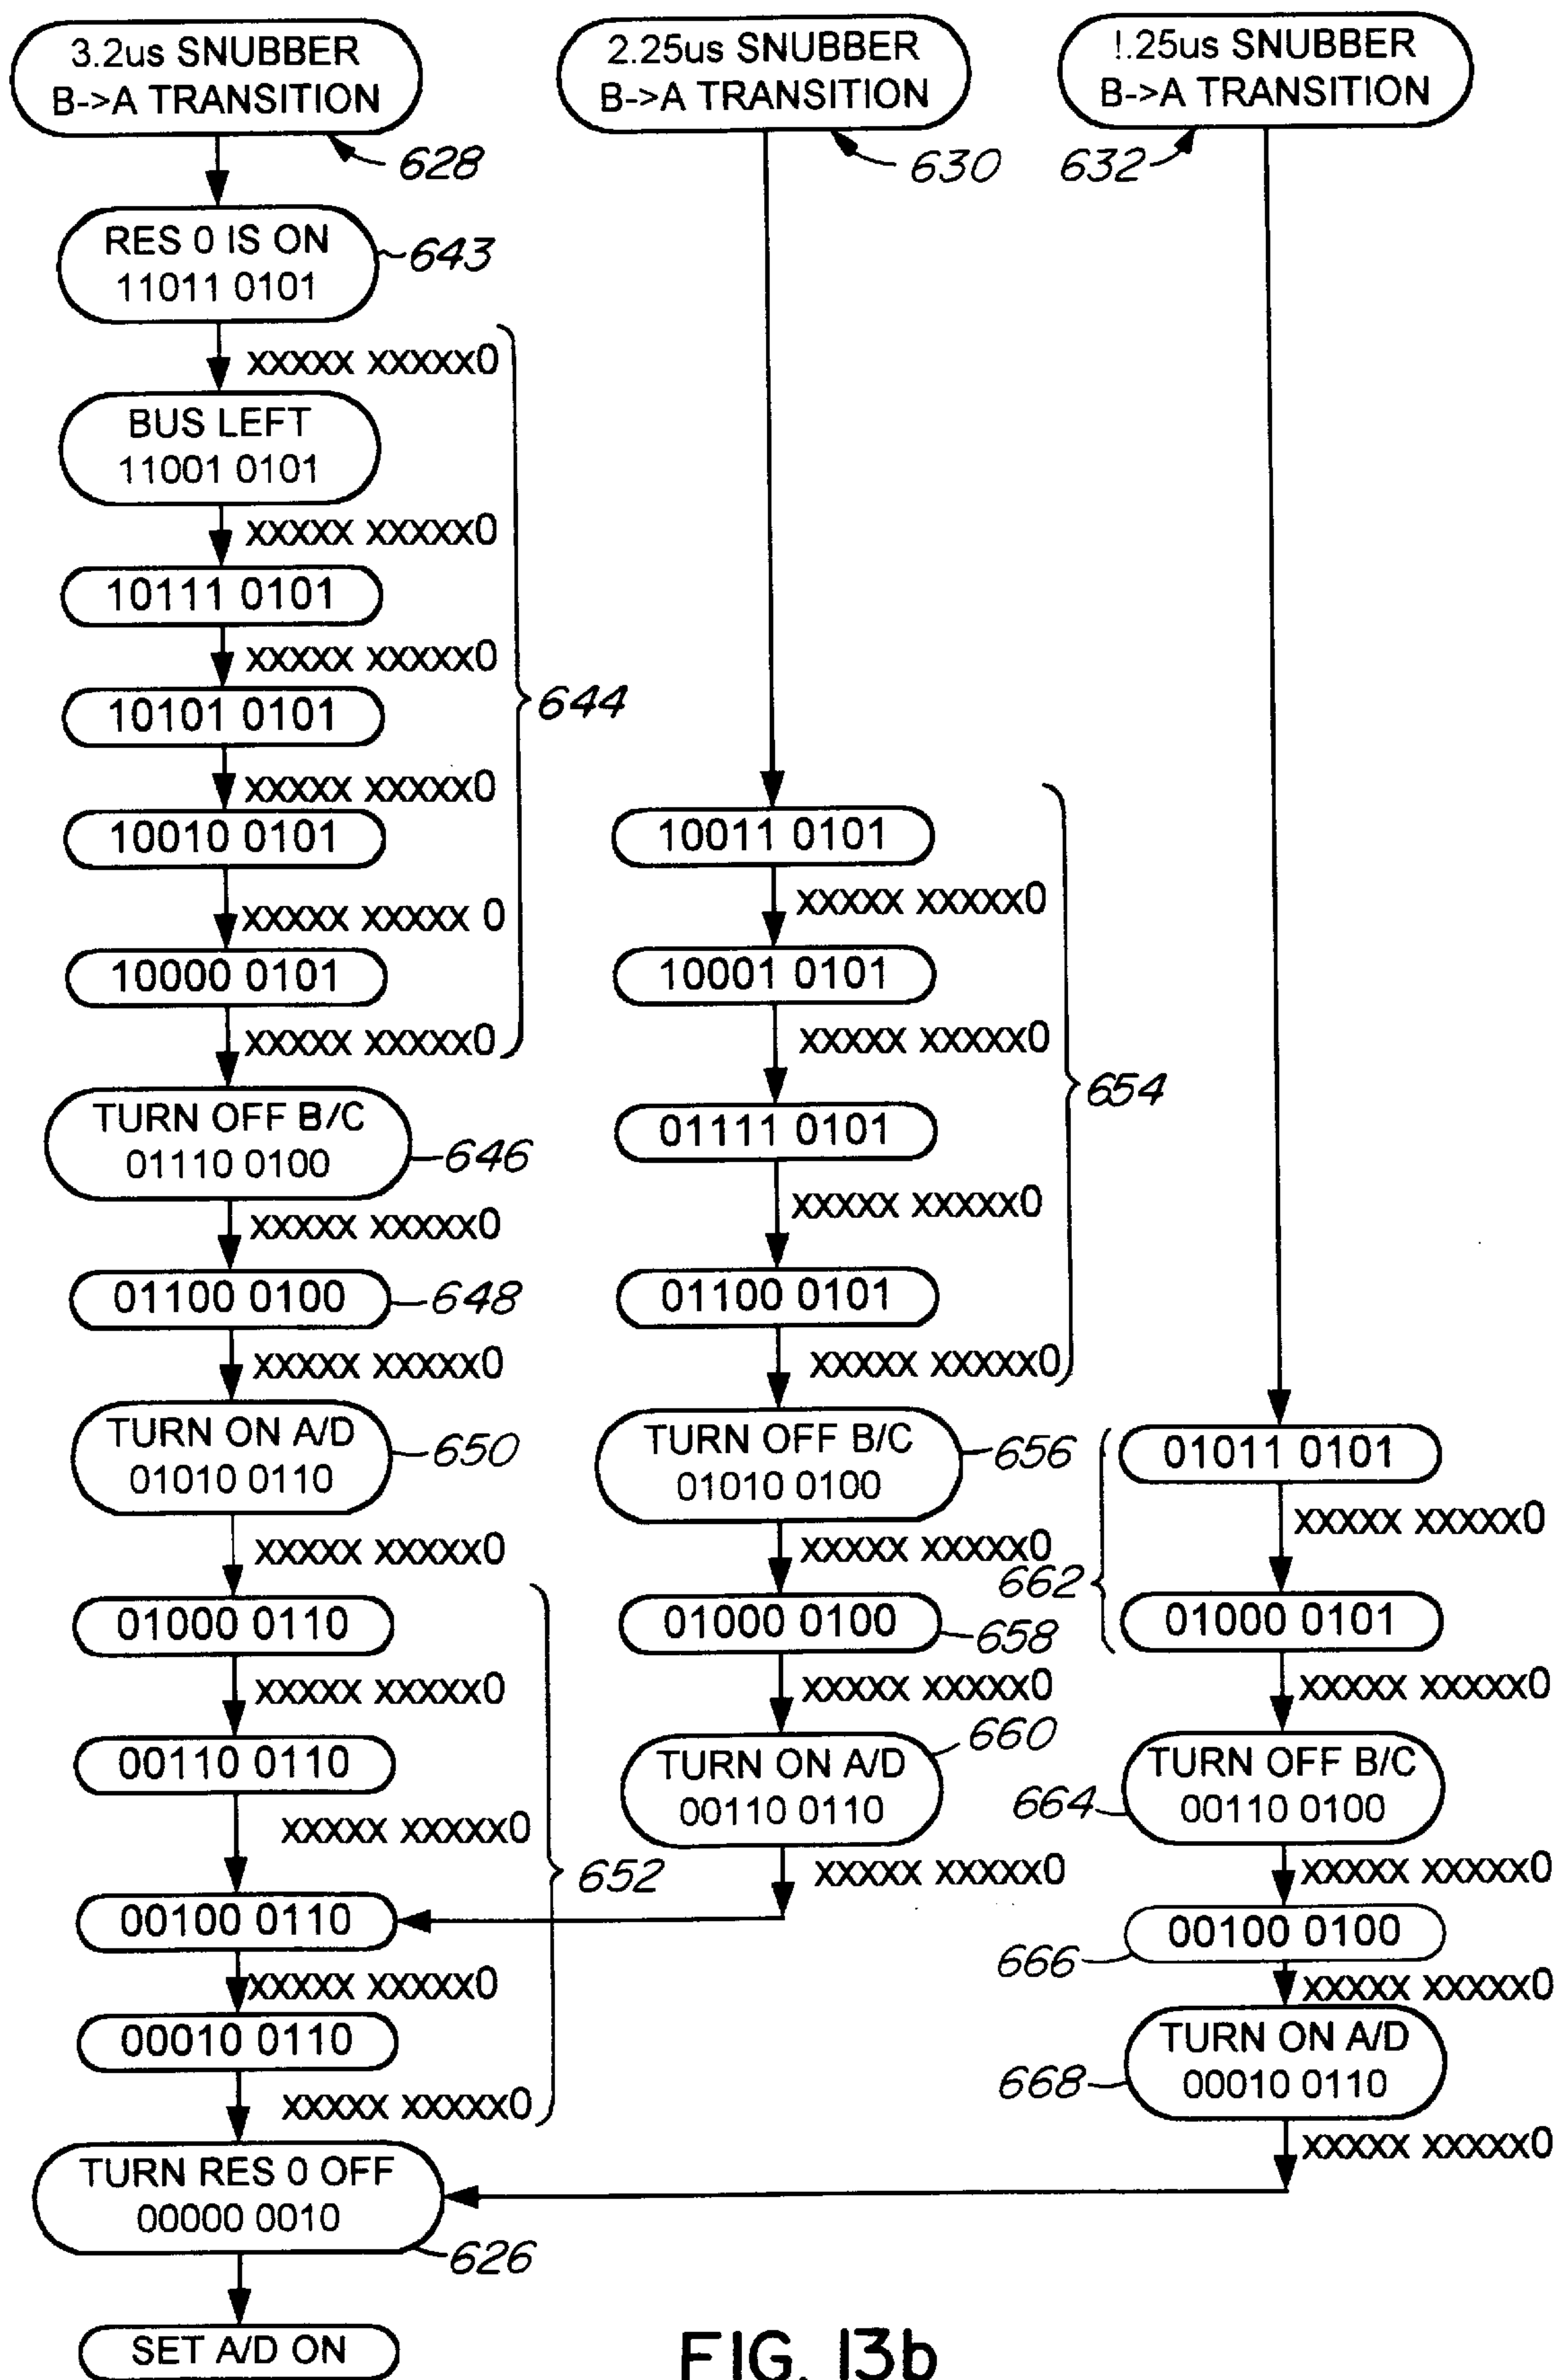 3.2us SNUBBER
B->A TRANSITION
628
RES 0 IS ON
11011 0101
643
xxxxx xxxxx0
BUS LEFT
11001 0101
xxxxx xxxxx0
10111 0101
xxxxx xxxxx0
10101 0101
xxxxx xxxxx0
10010 0101
xxxxx xxxxx 0
10000 0101
xxxxx xxxxx0
644
TURN OFF B/C
01110 0100
646
xxxxx xxxxx0
01100 0100
648
xxxxx xxxxx0
TURN ON A/D
01010 0110
650
xxxxx xxxxx0
01000 0110
xxxxx xxxxx0
00110 0110
xxxxx xxxxx0
652
00100 0110
xxxxx xxxxx0
00010 0110
xxxxx xxxxx0
TURN RES 0 OFF
00000 0010
626
SET A/D ON
2.25us SNUBBER
B->A TRANSITION
630
10011 0101
xxxxx xxxxx0
10001 0101
xxxxx xxxxx0
654
01111 0101
xxxxx xxxxx0
01100 0101
xxxxx xxxxx0
TURN OFF B/C
01010 0100
656
xxxxx xxxxx0
01000 0100
658
xxxxx xxxxx0
660
TURN ON A/D
00110 0110
xxxxx xxxxx0
!.25us SNUBBER
B->A TRANSITION
632
01011 0101
xxxxx xxxxx0
662
01000 0101
xxxxx xxxxx0
TURN OFF B/C
00110 0100
664
xxxxx xxxxx0
00100 0100
666
xxxxx xxxxx0
TURN ON A/D
00010 0110
668
xxxxx xxxxx0
FIG. 13b